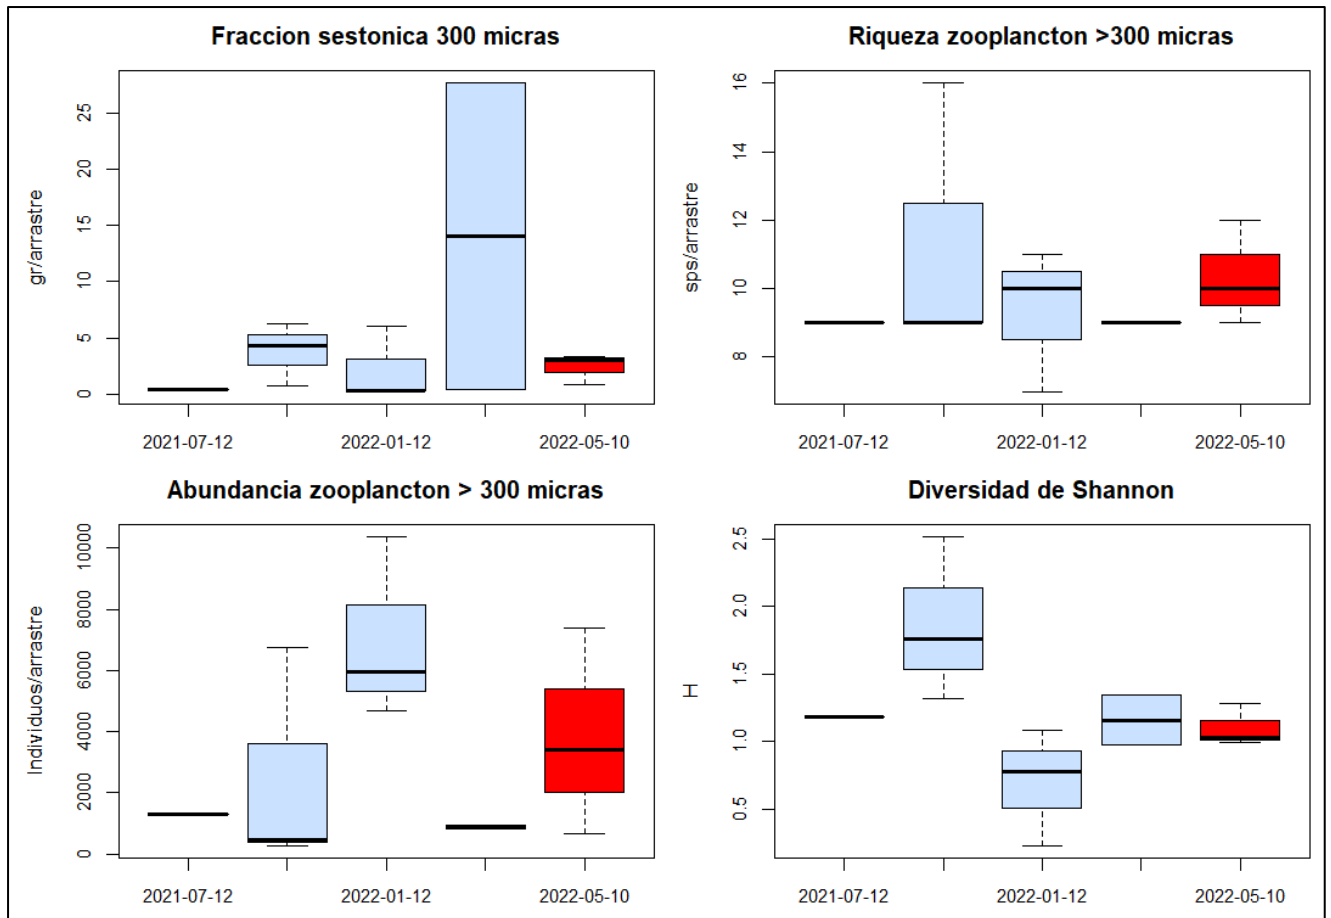 Fraccion sestonica 300 micras
gr/arrastre
25
20
15
10
5
0
2021-07-12 2022-01-12 2022-05-10
Riqueza zooplancton >300 micras
sps/arrastre
16
14
12
10
8
2021-07-12 2022-01-12 2022-05-10
Abundancia zooplancton > 300 micras
Individuos/arrastre
10000
8000
6000
4000
2000
0
2021-07-12 2022-01-12 2022-05-10
Diversidad de Shannon
H
2.5
2.0
1.5
1.0
0.5
2021-07-12 2022-01-12 2022-05-10